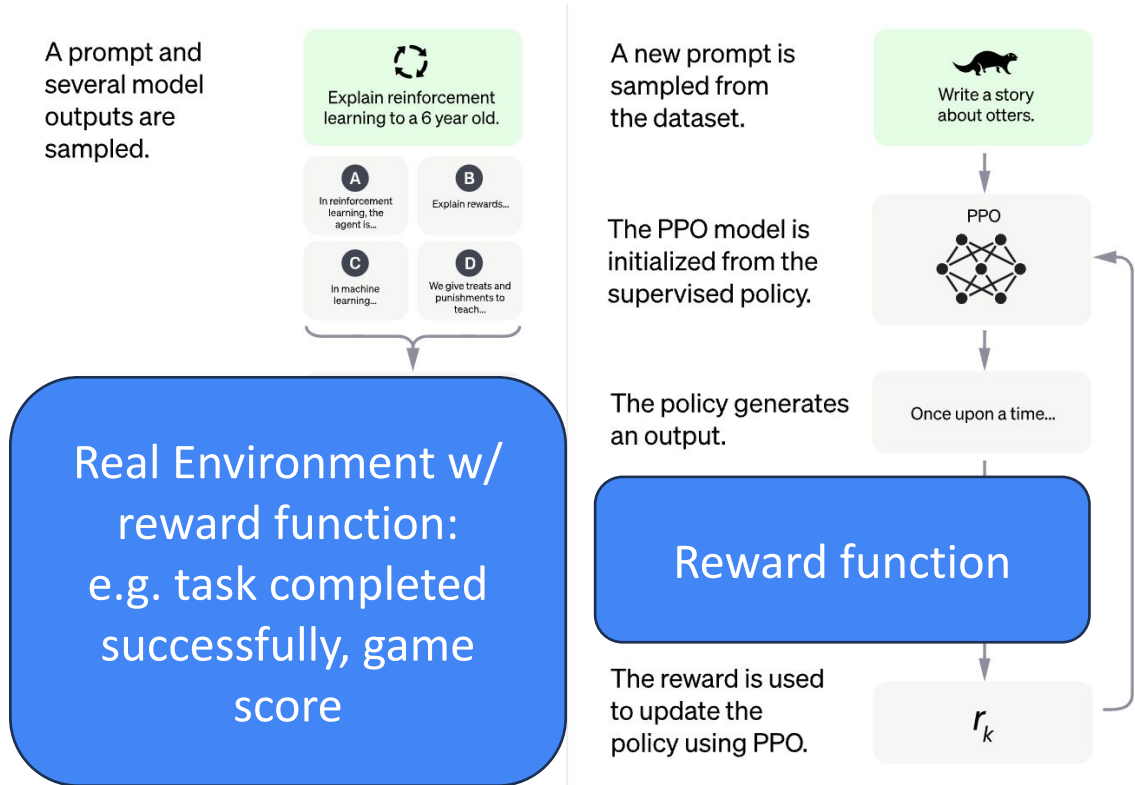 A prompt and
several model
outputs are
sampled.
Explain reinforcement
learning to a 6 year old.
A
In reinforcement
learning, the
agent is...
B
Explain rewards...
C
In machine
learning...
D
We give treats and
punishments to
teach...
Real Environment w/
reward function:
e.g. task completed
successfully, game
score
A new prompt is
sampled from
the dataset.
Write a story
about otters.
The PPO model is
initialized from the
supervised policy.
PPO
The policy generates
an output.
Once upon a time...
Reward function
The reward is used
to update the
policy using PPO.
r_k